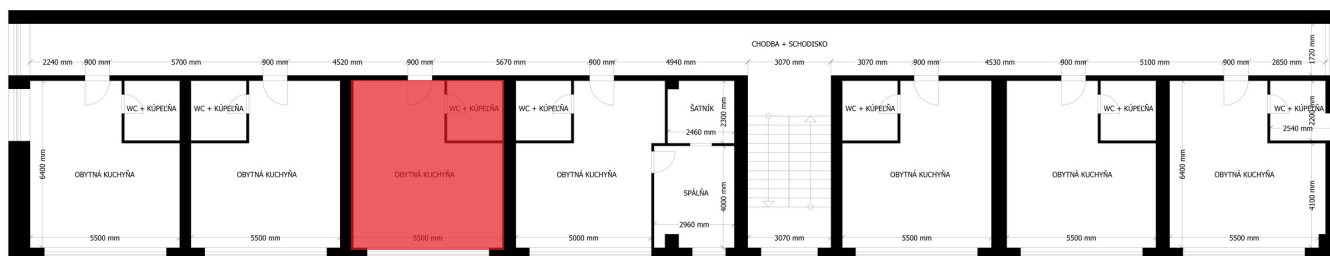 CHODBA + SCHODISKO
1720 mm
2240 mm
900 mm
5700 mm
900 mm
4520 mm
900 mm
5670 mm
900 mm
4940 mm
3070 mm
3070 mm
900 mm
4530 mm
900 mm
5100 mm
900 mm
2850 mm
WC + KÚPEĽŇA
WC + KÚPEĽŇA
WC + KÚPEĽŇA
WC + KÚPEĽŇA
ŠATNÍK
2300 mm
WC + KÚPEĽŇA
WC + KÚPEĽŇA
WC + KÚPEĽŇA
2200 mm
2460 mm
2540 mm
6400 mm
OBYTNÁ KUCHYŇA
OBYTNÁ KUCHYŇA
OBYTNÁ KUCHYŇA
OBYTNÁ KUCHYŇA
OBYTNÁ KUCHYŇA
OBYTNÁ KUCHYŇA
6400 mm
OBYTNÁ KUCHYŇA
SPÁLŇA
4000 mm
4100 mm
2960 mm
5500 mm
5500 mm
5500 mm
5000 mm
3070 mm
5500 mm
5500 mm
5500 mm